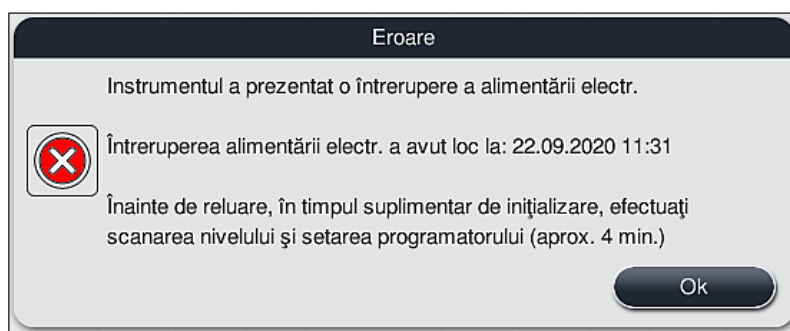 Eroare
Instrumentul a prezentat o întrerupere a alimentării electr.
Întreruperea alimentării electr. a avut loc la: 22.09.2020 11:31
Înainte de reluare, în timpul suplimentar de iniţializare, efectuaţi
scanarea nivelului şi setarea programatorului (aprox. 4 min.)
Ok